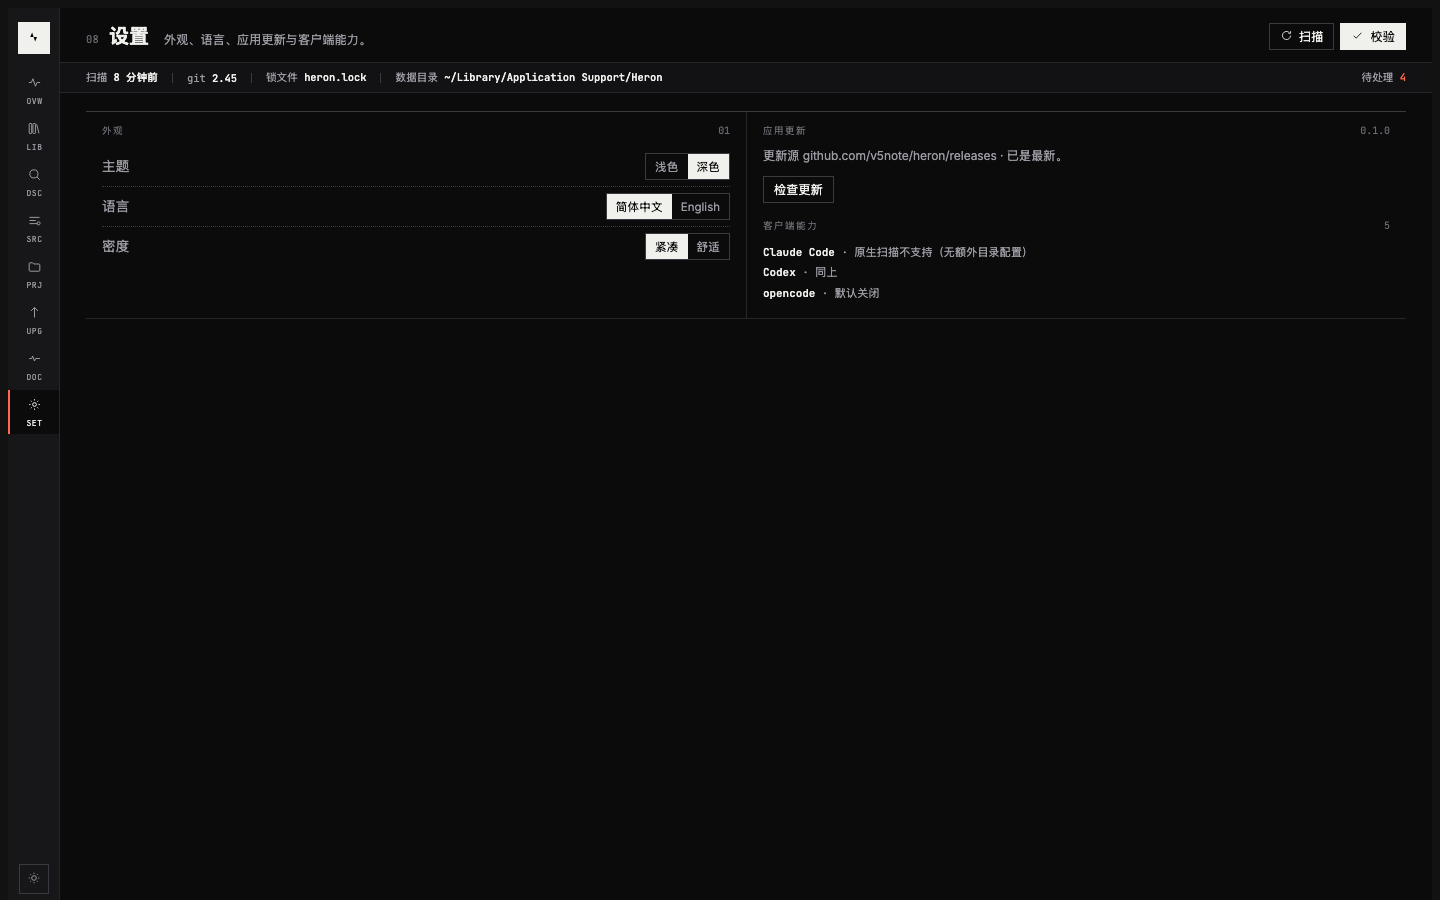 08 设置 外观、语言、应用更新与客户端能力。
扫描 校验
扫描 8 分钟前 git 2.45 锁文件 heron.lock 数据目录 ~/Library/Application Support/Heron 待处理 4
OVW
LIB
DSC
SRC
PRJ
UPG
DOC
SET
外观 01
主题 浅色 深色
语言 简体中文 English
密度 紧凑 舒适
应用更新 0.1.0
更新源 github.com/v5note/heron/releases · 已是最新。
检查更新
客户端能力 5
Claude Code · 原生扫描不支持（无额外目录配置）
Codex · 同上
opencode · 默认关闭